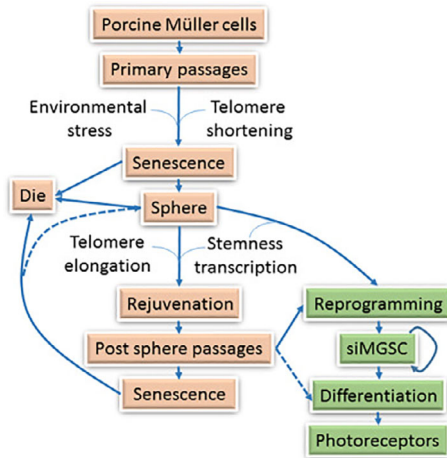 Porcine Müller cells
Primary passages
Environmental Telomere
stress shortening
Senescence
Die
Sphere
Telomere Stemness
elongation transcription
Rejuvenation Reprogramming
Post sphere passages siMGSC
Senescence Differentiation
Photoreceptors